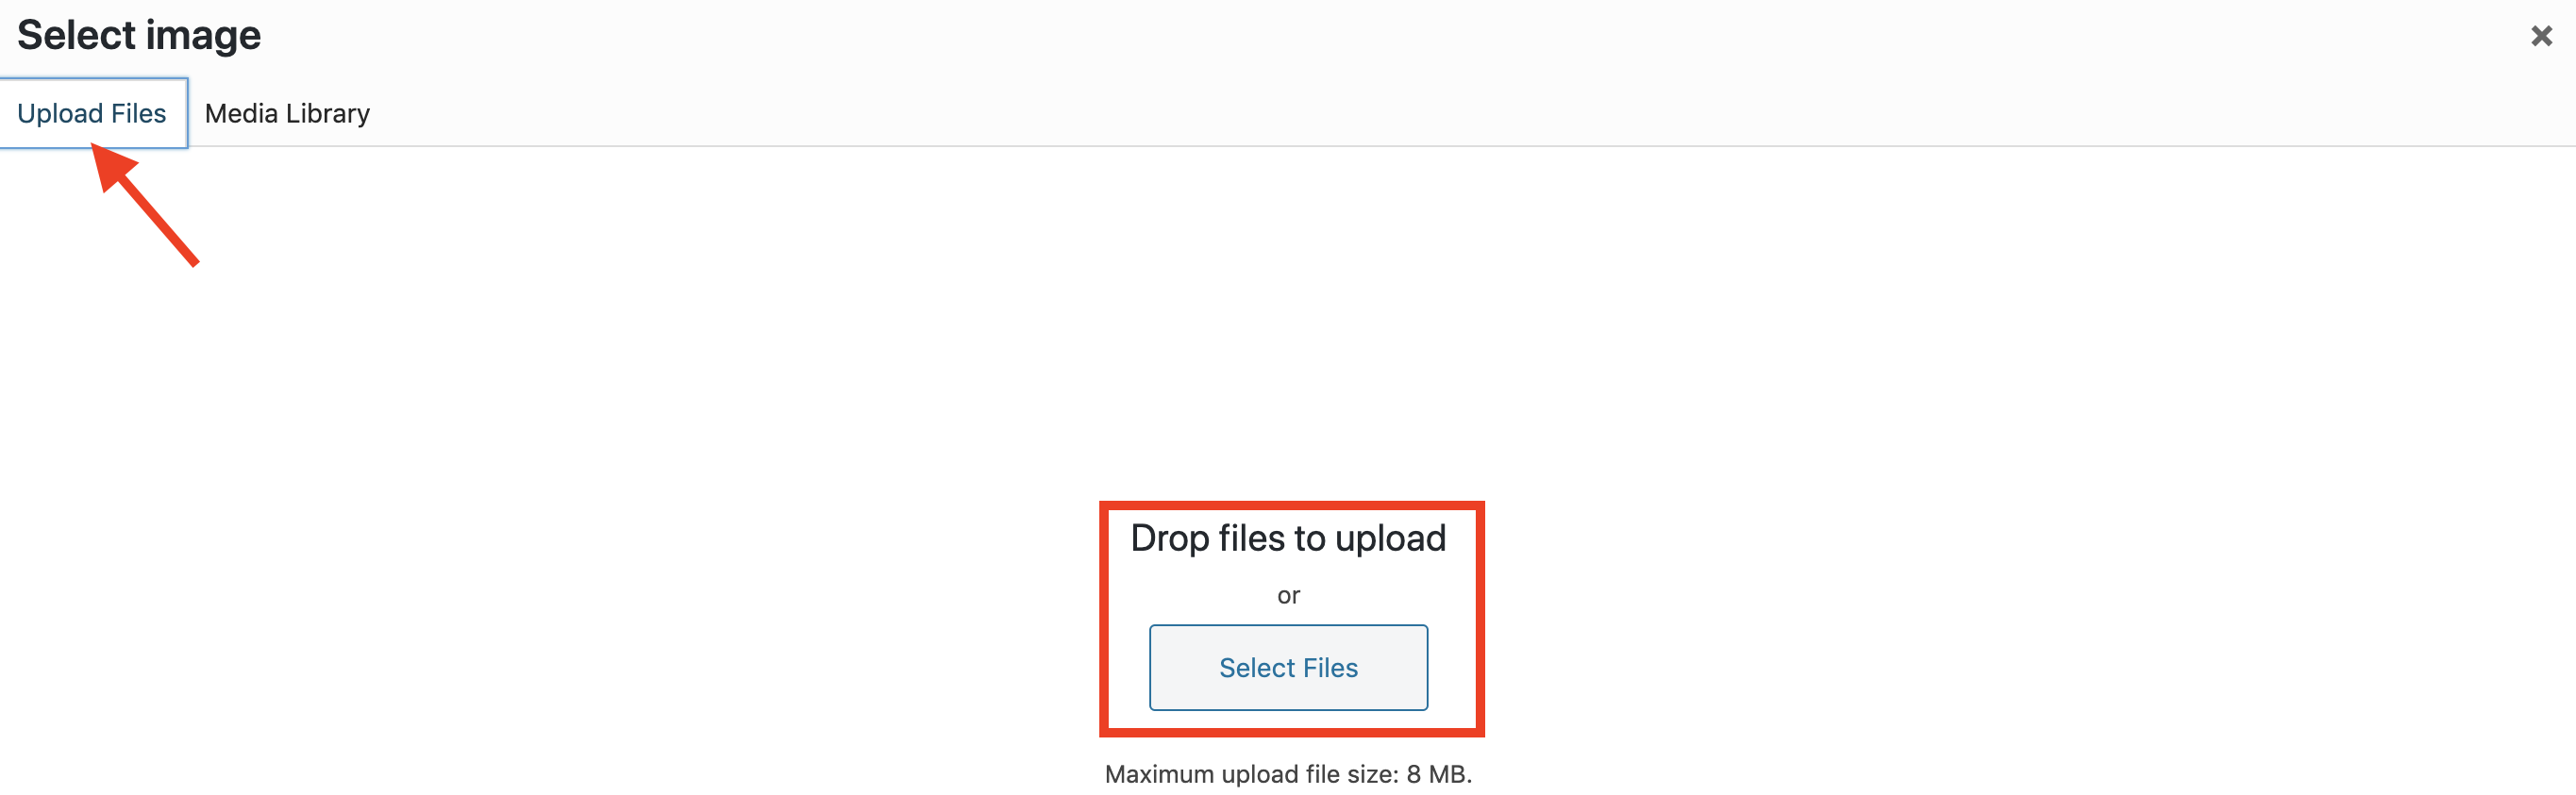 Select image
Upload Files Media Library
Drop files to upload
or
Select Files
Maximum upload file size: 8 MB.